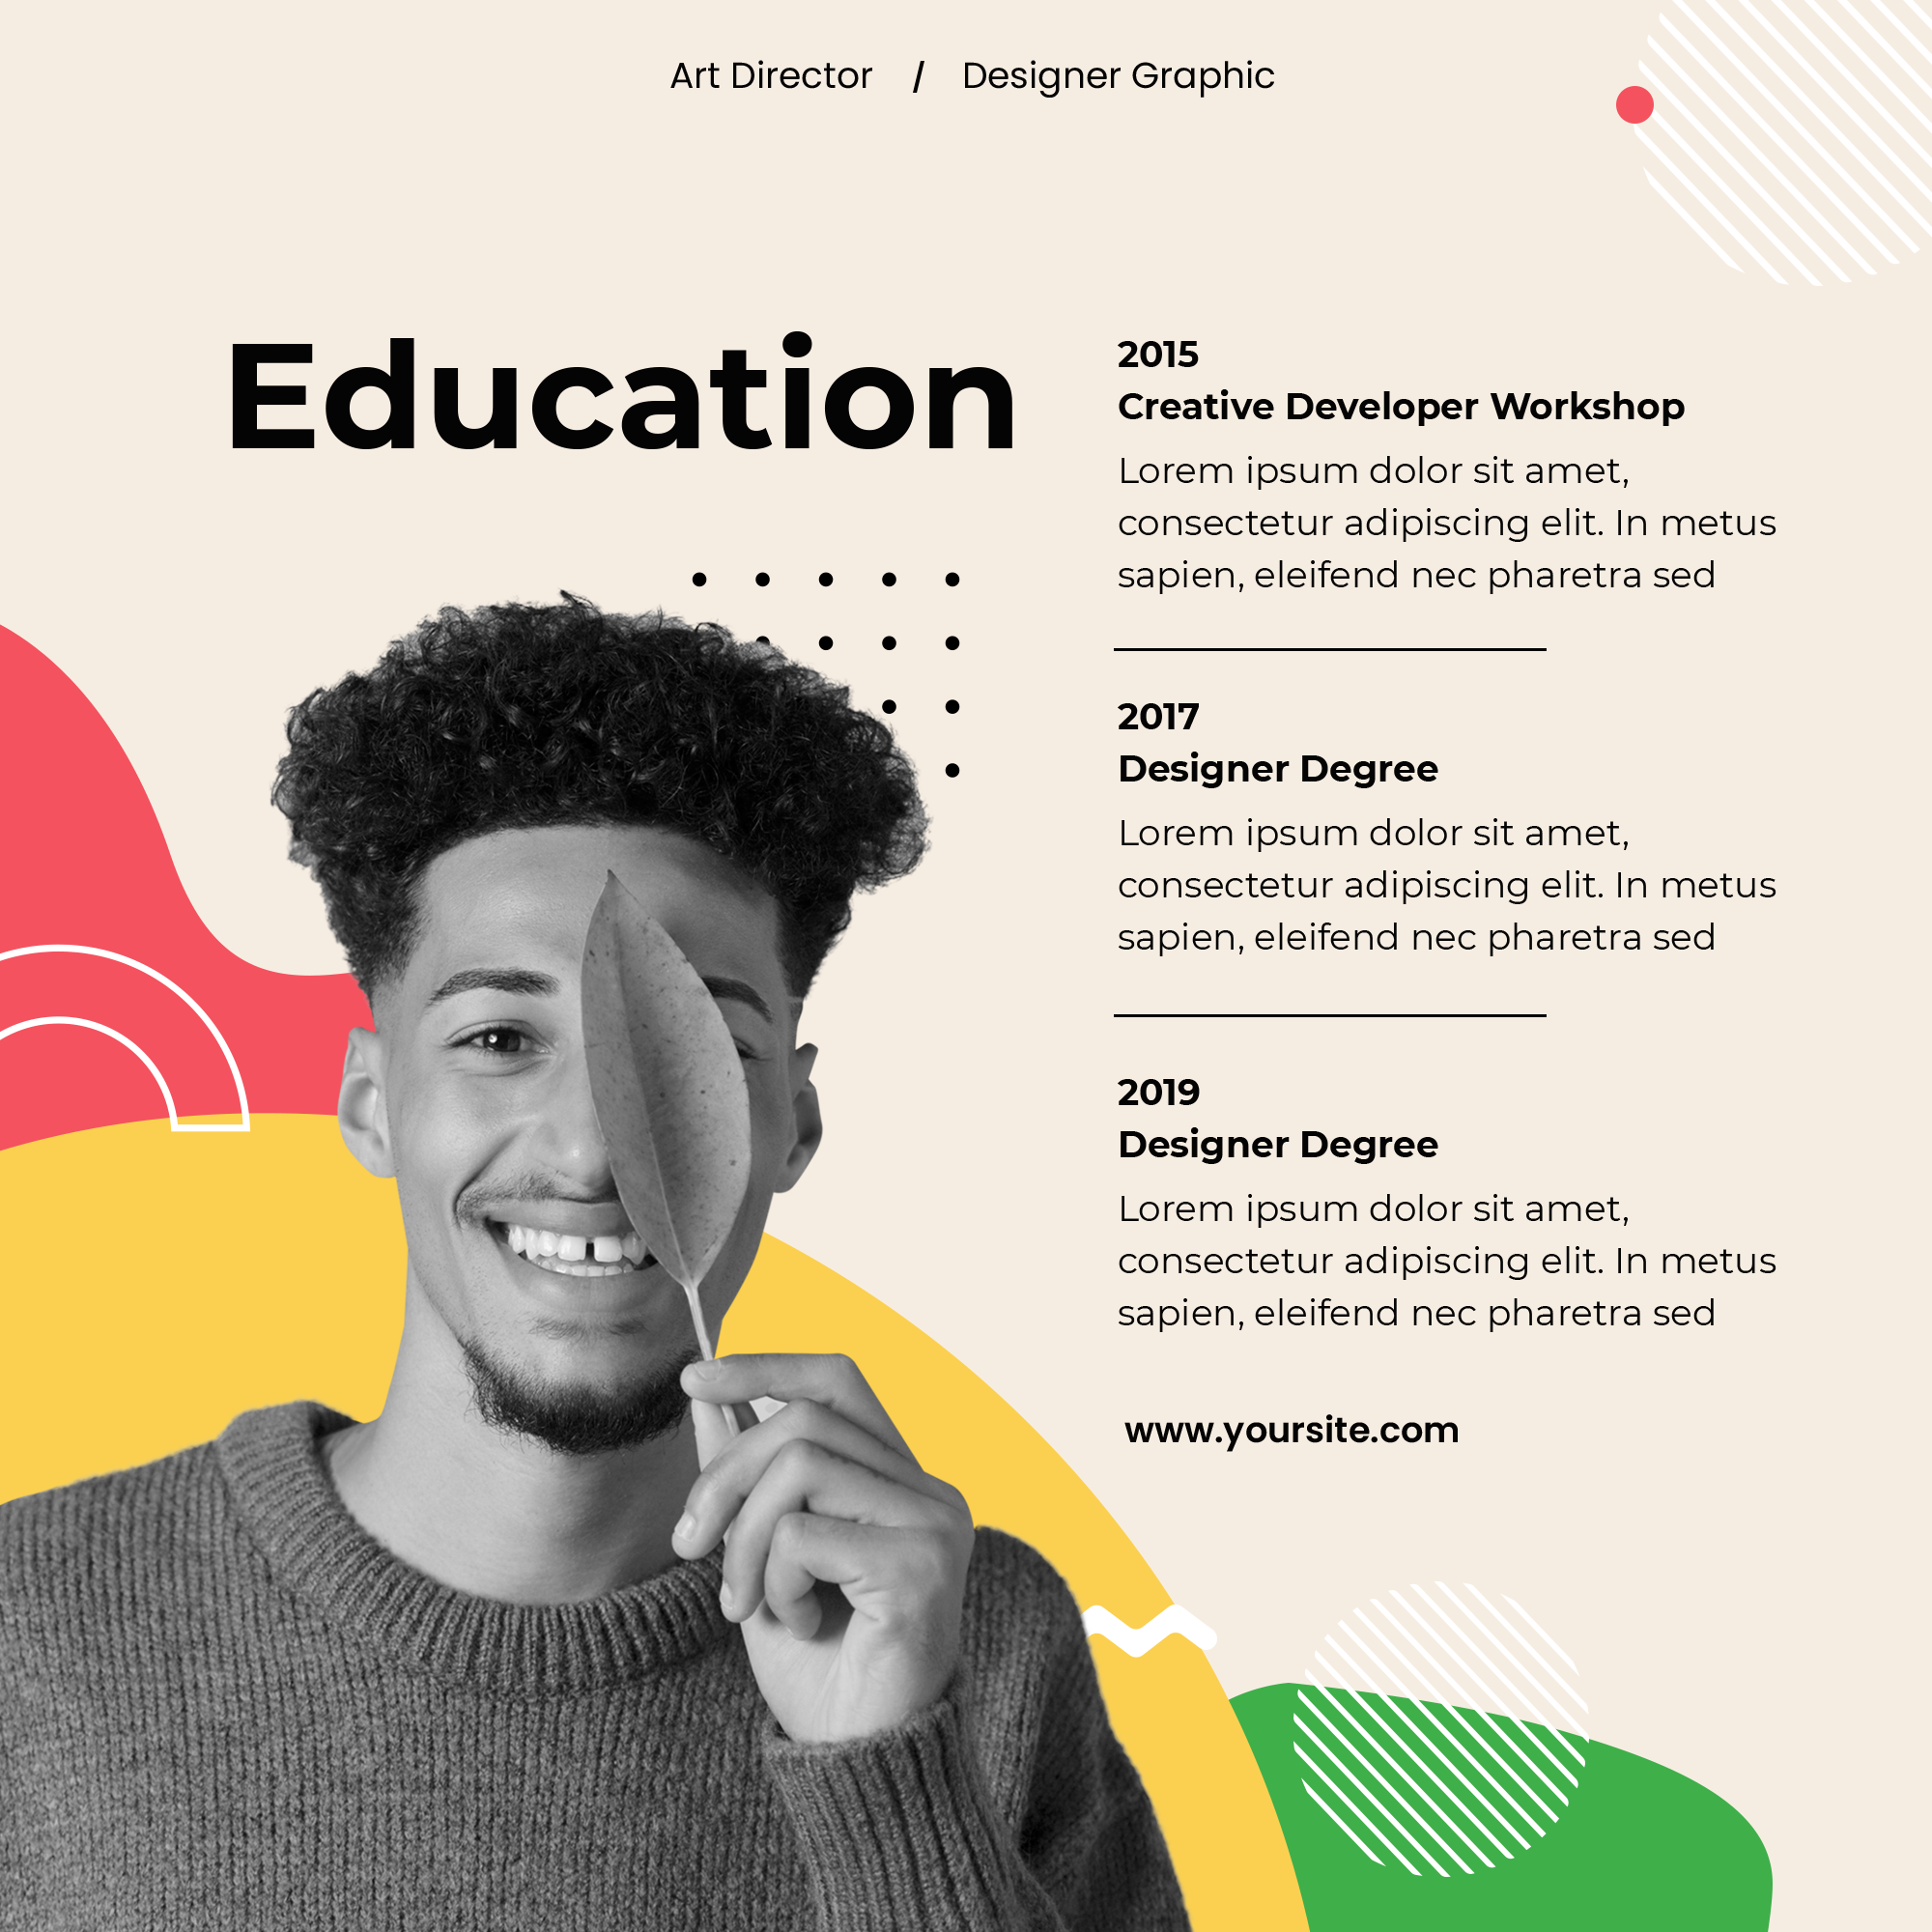 Art Director / Designer Graphic
Education
2015
Creative Developer Workshop
Lorem ipsum dolor sit amet,
consectetur adipiscing elit. In metus
sapien, eleifend nec pharetra sed
2017
Designer Degree
Lorem ipsum dolor sit amet,
consectetur adipiscing elit. In metus
sapien, eleifend nec pharetra sed
2019
Designer Degree
Lorem ipsum dolor sit amet,
consectetur adipiscing elit. In metus
sapien, eleifend nec pharetra sed
www.yoursite.com